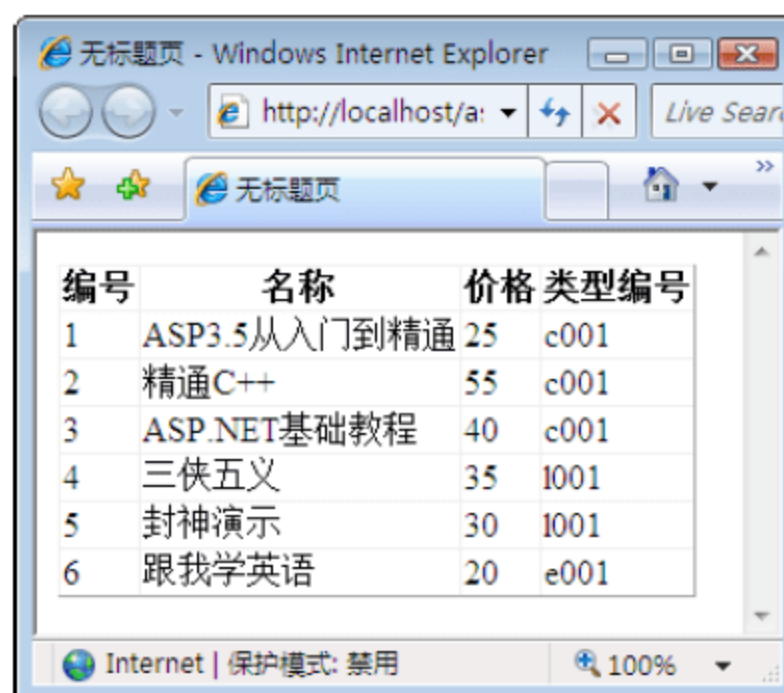 无标题页 - Windows Internet Explorer
http://localhost/a
Live Sear
无标题页
编号 名称 价格 类型编号
1 ASP3.5从入门到精通 25 c001
2 精通C++ 55 c001
3 ASP.NET基础教程 40 c001
4 三侠五义 35 l001
5 封神演示 30 l001
6 跟我学英语 20 e001
Internet | 保护模式: 禁用 100%